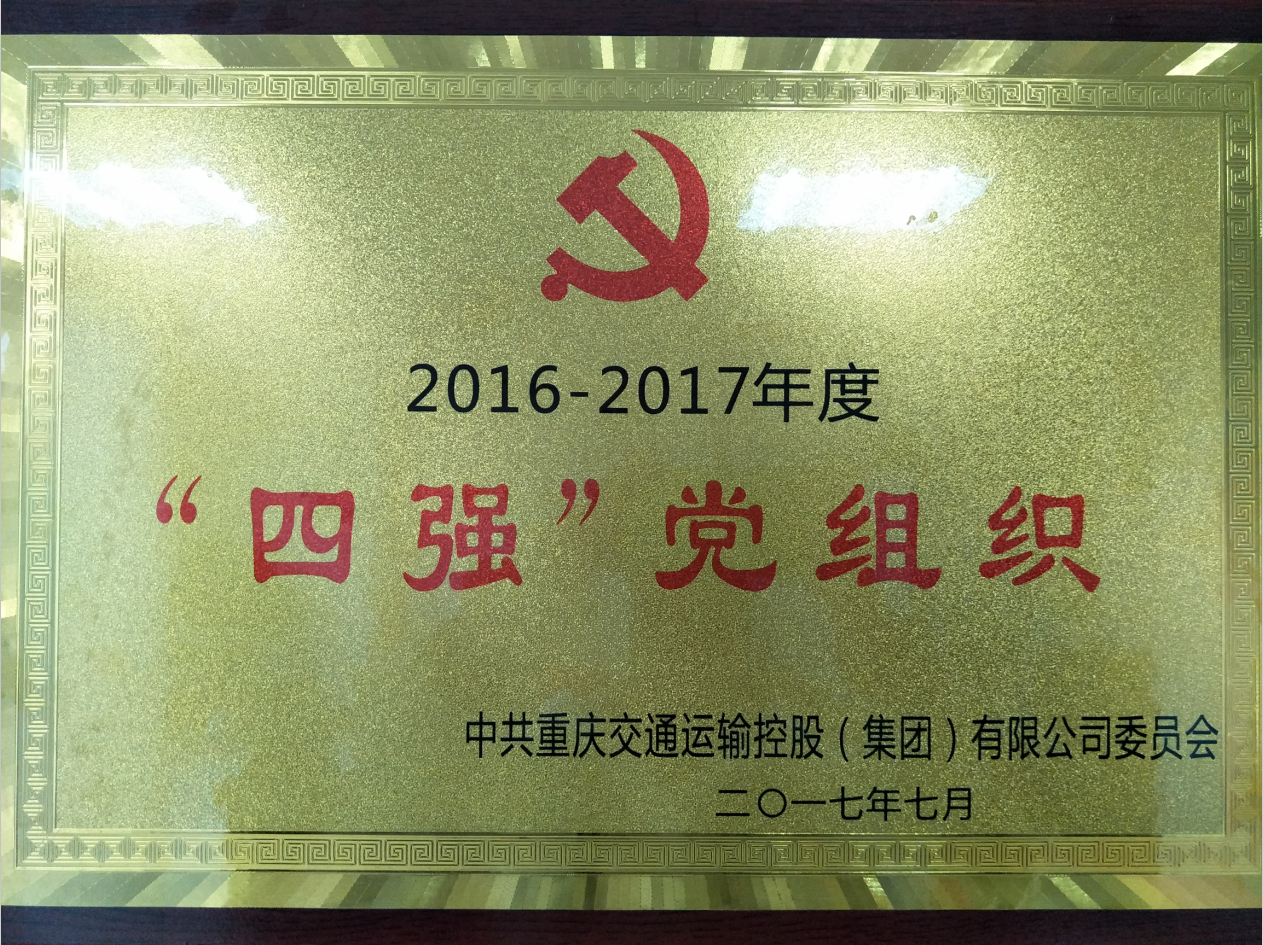 2016-2017年度
“四强”党组织
中共重庆交通运输控股（集团）有限公司委员会
二〇一七年七月